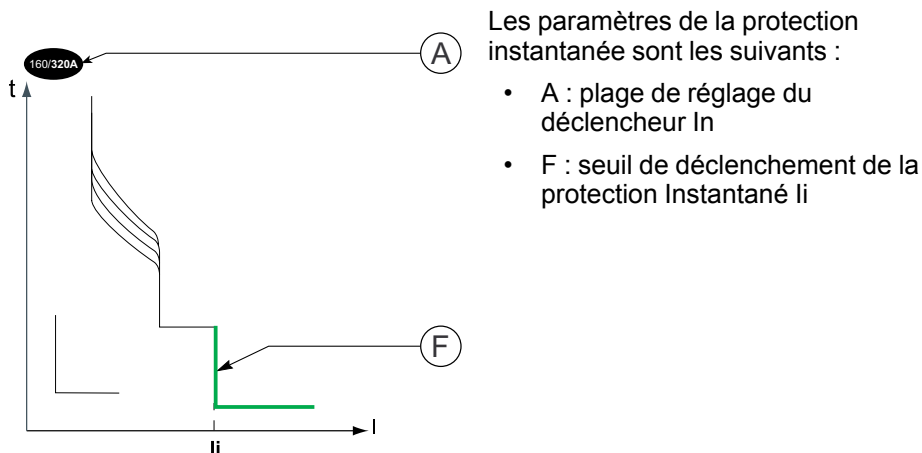 160/320A
A
t
F
I
Ii
Les paramètres de la protection
instantanée sont les suivants :
• A : plage de réglage du
déclencheur In
• F : seuil de déclenchement de la
protection Instantané Ii